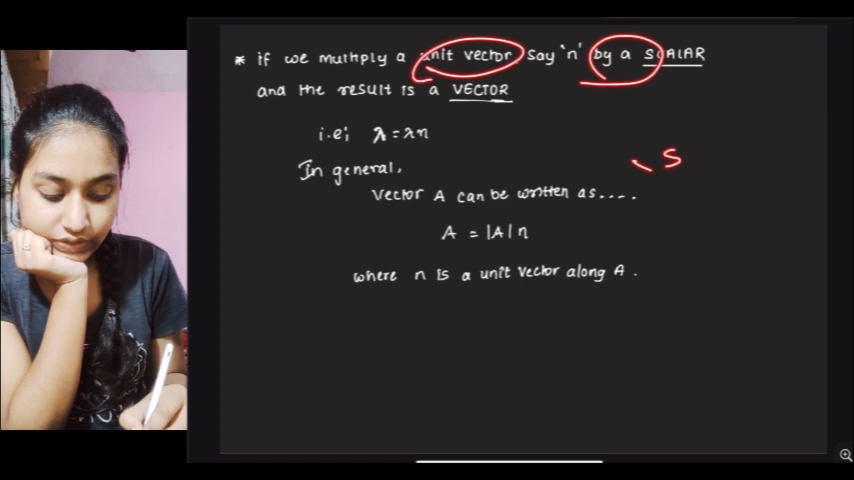 * if we multiply a unit vector say 'n' by a SCALAR
and the result is a VECTOR
i.e; λ = λn
In general,
Vector A can be written as....
A = |A| n
where n is a unit vector along A.
S